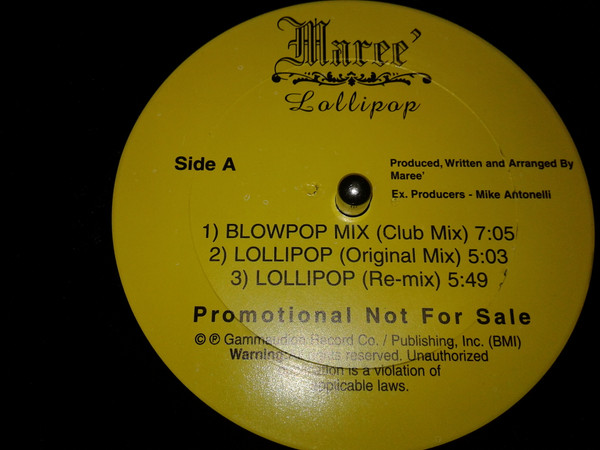 Maree'
Lollipop
Side A
Produced, Written and Arranged By
Maree'
Ex. Producers - Mike Antonelli
1) BLOWPOP MIX (Club Mix) 7:05
2) LOLLIPOP (Original Mix) 5:03
3) LOLLIPOP (Re-mix) 5:49
Promotional Not For Sale
© ℗ Record Co. / Publishing, Inc. (BMI)
Warning: rights reserved. Unauthorized
is a violation of
applicable laws.